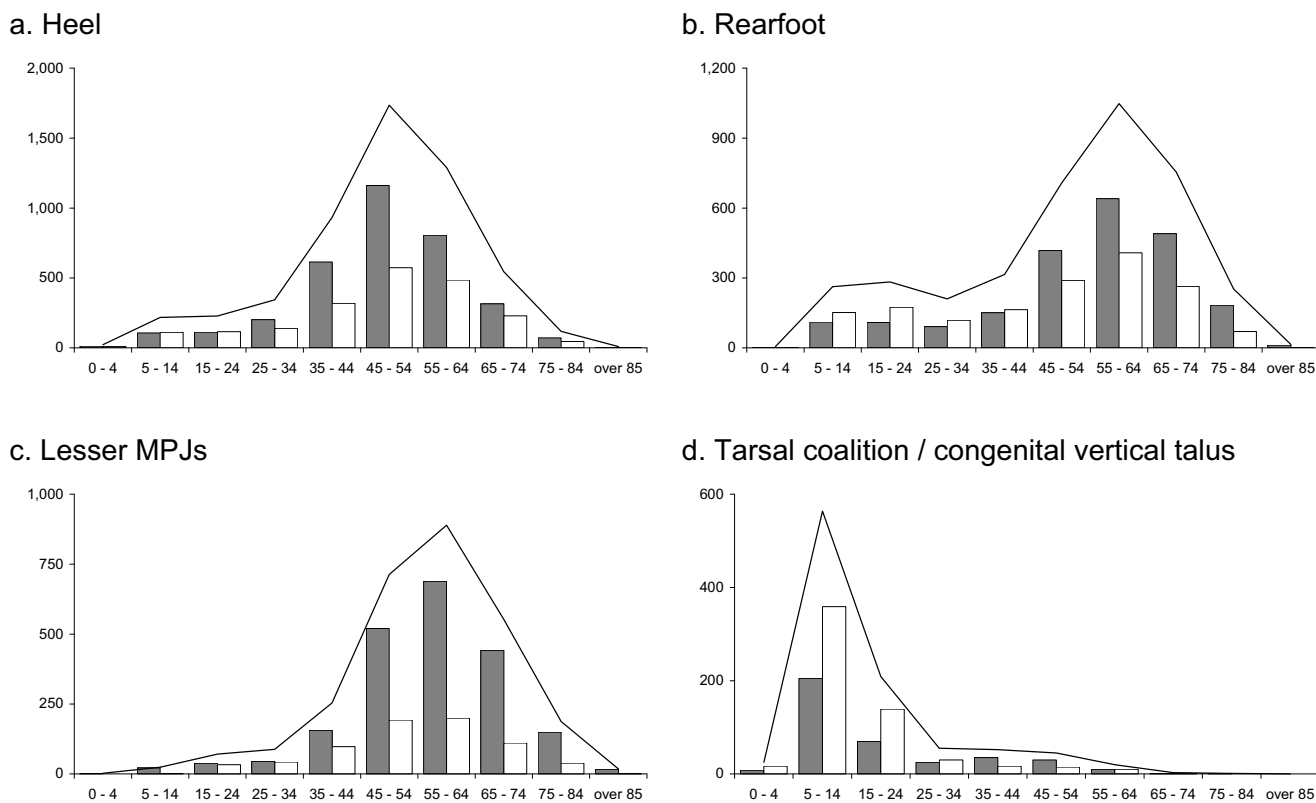 a. Heel
2,000
1,500
1,000
500
0
0 - 4 5 - 14 15 - 24 25 - 34 35 - 44 45 - 54 55 - 64 65 - 74 75 - 84 over 85
b. Rearfoot
1,200
900
600
300
0
0 - 4 5 - 14 15 - 24 25 - 34 35 - 44 45 - 54 55 - 64 65 - 74 75 - 84 over 85
c. Lesser MPJs
1,000
750
500
250
0
0 - 4 5 - 14 15 - 24 25 - 34 35 - 44 45 - 54 55 - 64 65 - 74 75 - 84 over 85
d. Tarsal coalition / congenital vertical talus
600
400
200
0
0 - 4 5 - 14 15 - 24 25 - 34 35 - 44 45 - 54 55 - 64 65 - 74 75 - 84 over 85